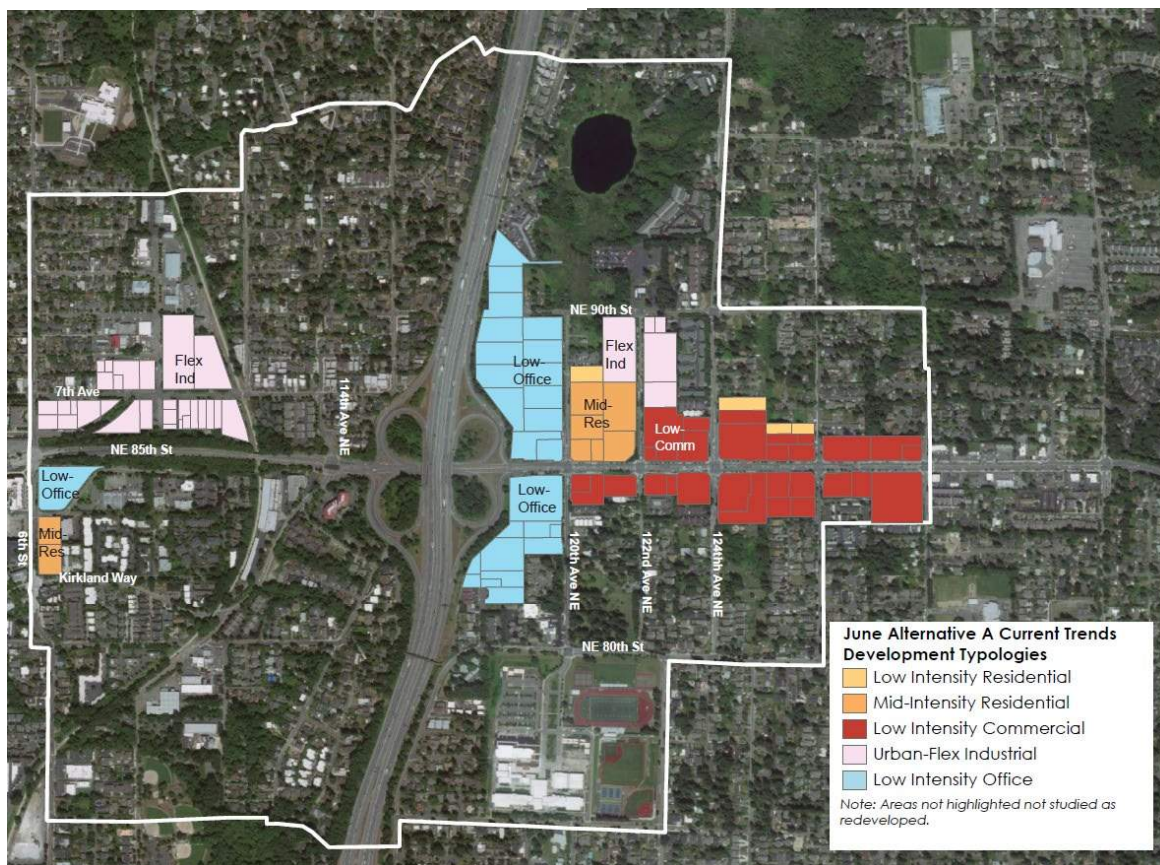 NE 90th St
Flex
Ind
Low-
Office
Flex
Ind
7th Ave
114th Ave NE
Mid-
Res
Low-
Comm
NE 85th St
Low-
Office
Low-
Office
Mid-
Res
6th St
Kirkland Way
120th Ave NE
122nd Ave NE
124thh Ave NE
NE 80th St
June Alternative A Current Trends
Development Typologies
Low Intensity Residential
Mid-Intensity Residential
Low Intensity Commercial
Urban-Flex Industrial
Low Intensity Office
Note: Areas not highlighted not studied as
redeveloped.